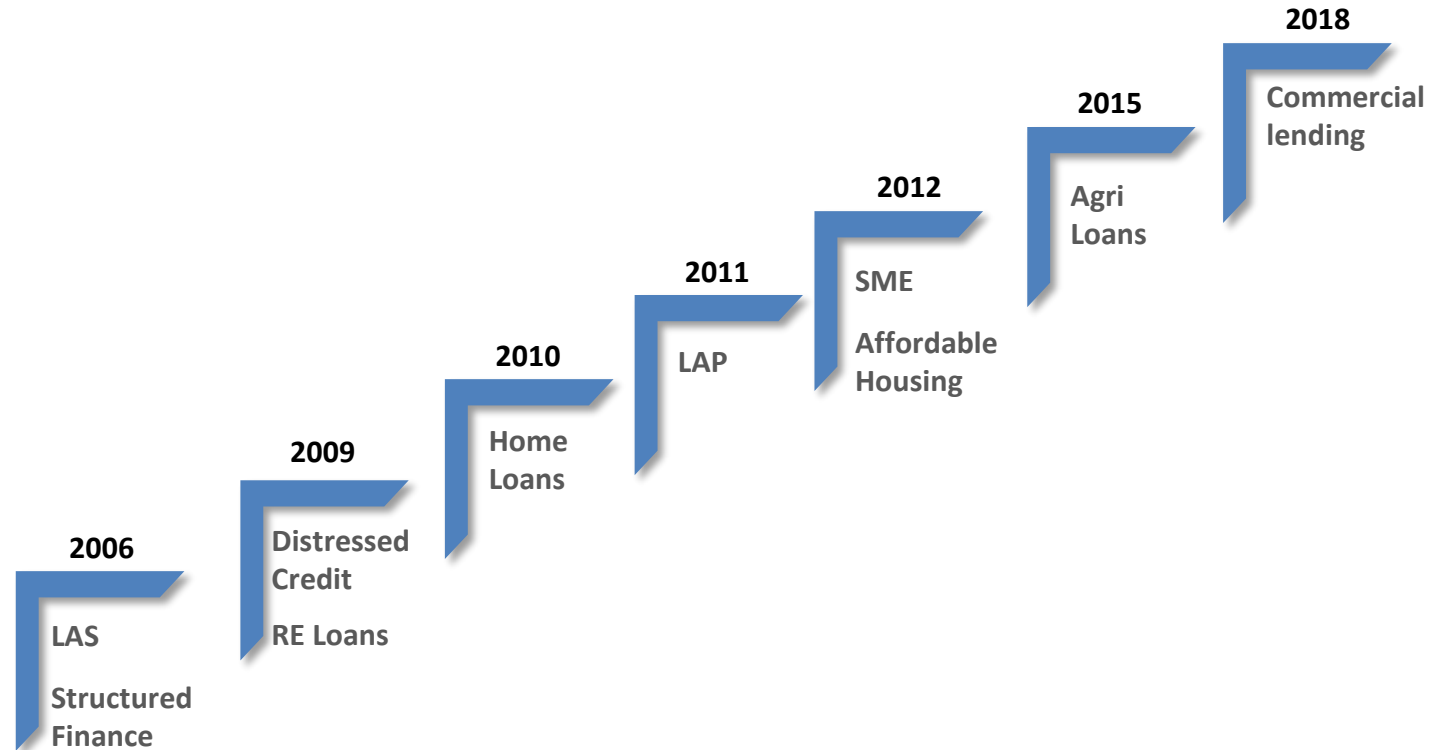 2006
LAS
Structured
Finance
2009
Distressed
Credit
RE Loans
2010
Home
Loans
2011
LAP
2012
SME
Affordable
Housing
2015
Agri
Loans
2018
Commercial
lending